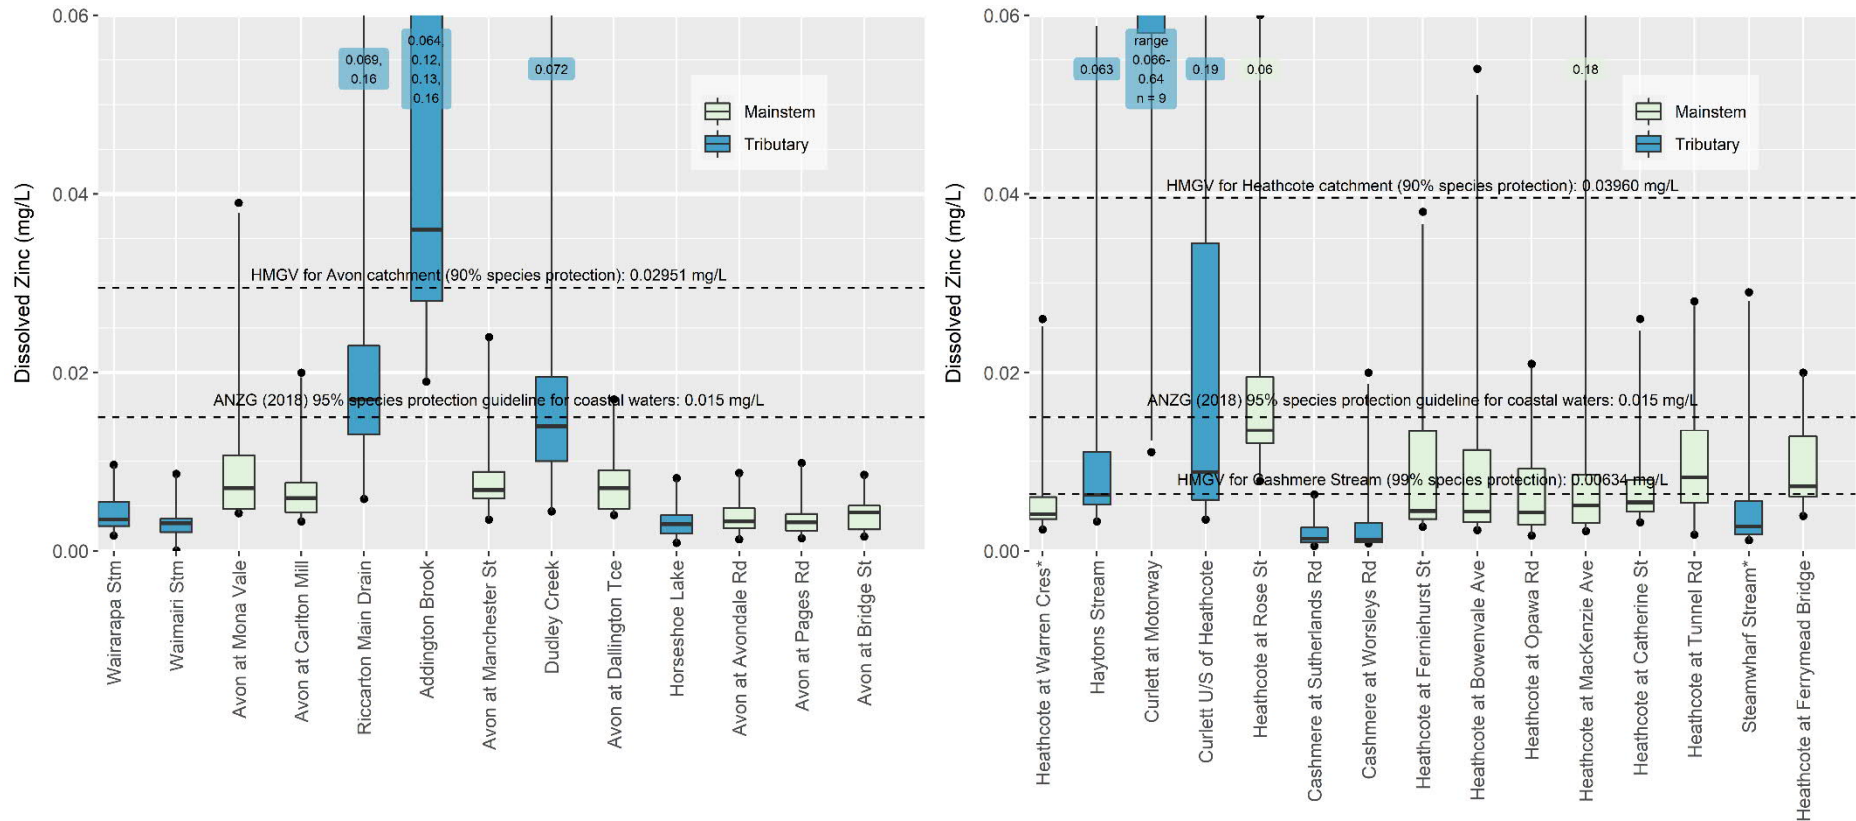 Dissolved Zinc (mg/L)
0.06
0.04
0.02
0.00
0.069,
0.16
0.064,
0.12,
0.13,
0.16
0.072
Mainstem
Tributary
HMGV for Avon catchment (90% species protection): 0.02951 mg/L
ANZG (2018) 95% species protection guideline for coastal waters: 0.015 mg/L
Wairarapa Stm
Waimairi Stm
Avon at Mona Vale
Avon at Carlton Mill
Riccarton Main Drain
Addington Brook
Avon at Manchester St
Dudley Creek
Avon at Dallington Tce
Horseshoe Lake
Avon at Avondale Rd
Avon at Pages Rd
Avon at Bridge St
Dissolved Zinc (mg/L)
0.06
0.04
0.02
0.00
0.063
range
0.066-
0.64
n = 9
0.19
0.06
0.18
Mainstem
Tributary
HMGV for Heathcote catchment (90% species protection): 0.03960 mg/L
ANZG (2018) 95% species protection guideline for coastal waters: 0.015 mg/L
HMGV for Cashmere Stream (99% species protection): 0.00634 mg/L
Heathcote at Warren Cres*
Haytons Stream
Curlett at Motorway
Curlett U/S of Heathcote
Heathcote at Rose St
Cashmere at Sutherlands Rd
Cashmere at Worsleys Rd
Heathcote at Ferniehurst St
Heathcote at Bowenvale Ave
Heathcote at Opawa Rd
Heathcote at MacKenzie Ave
Heathcote at Catherine St
Heathcote at Tunnel Rd
Steamwharf Stream*
Heathcote at Ferrymead Bridge